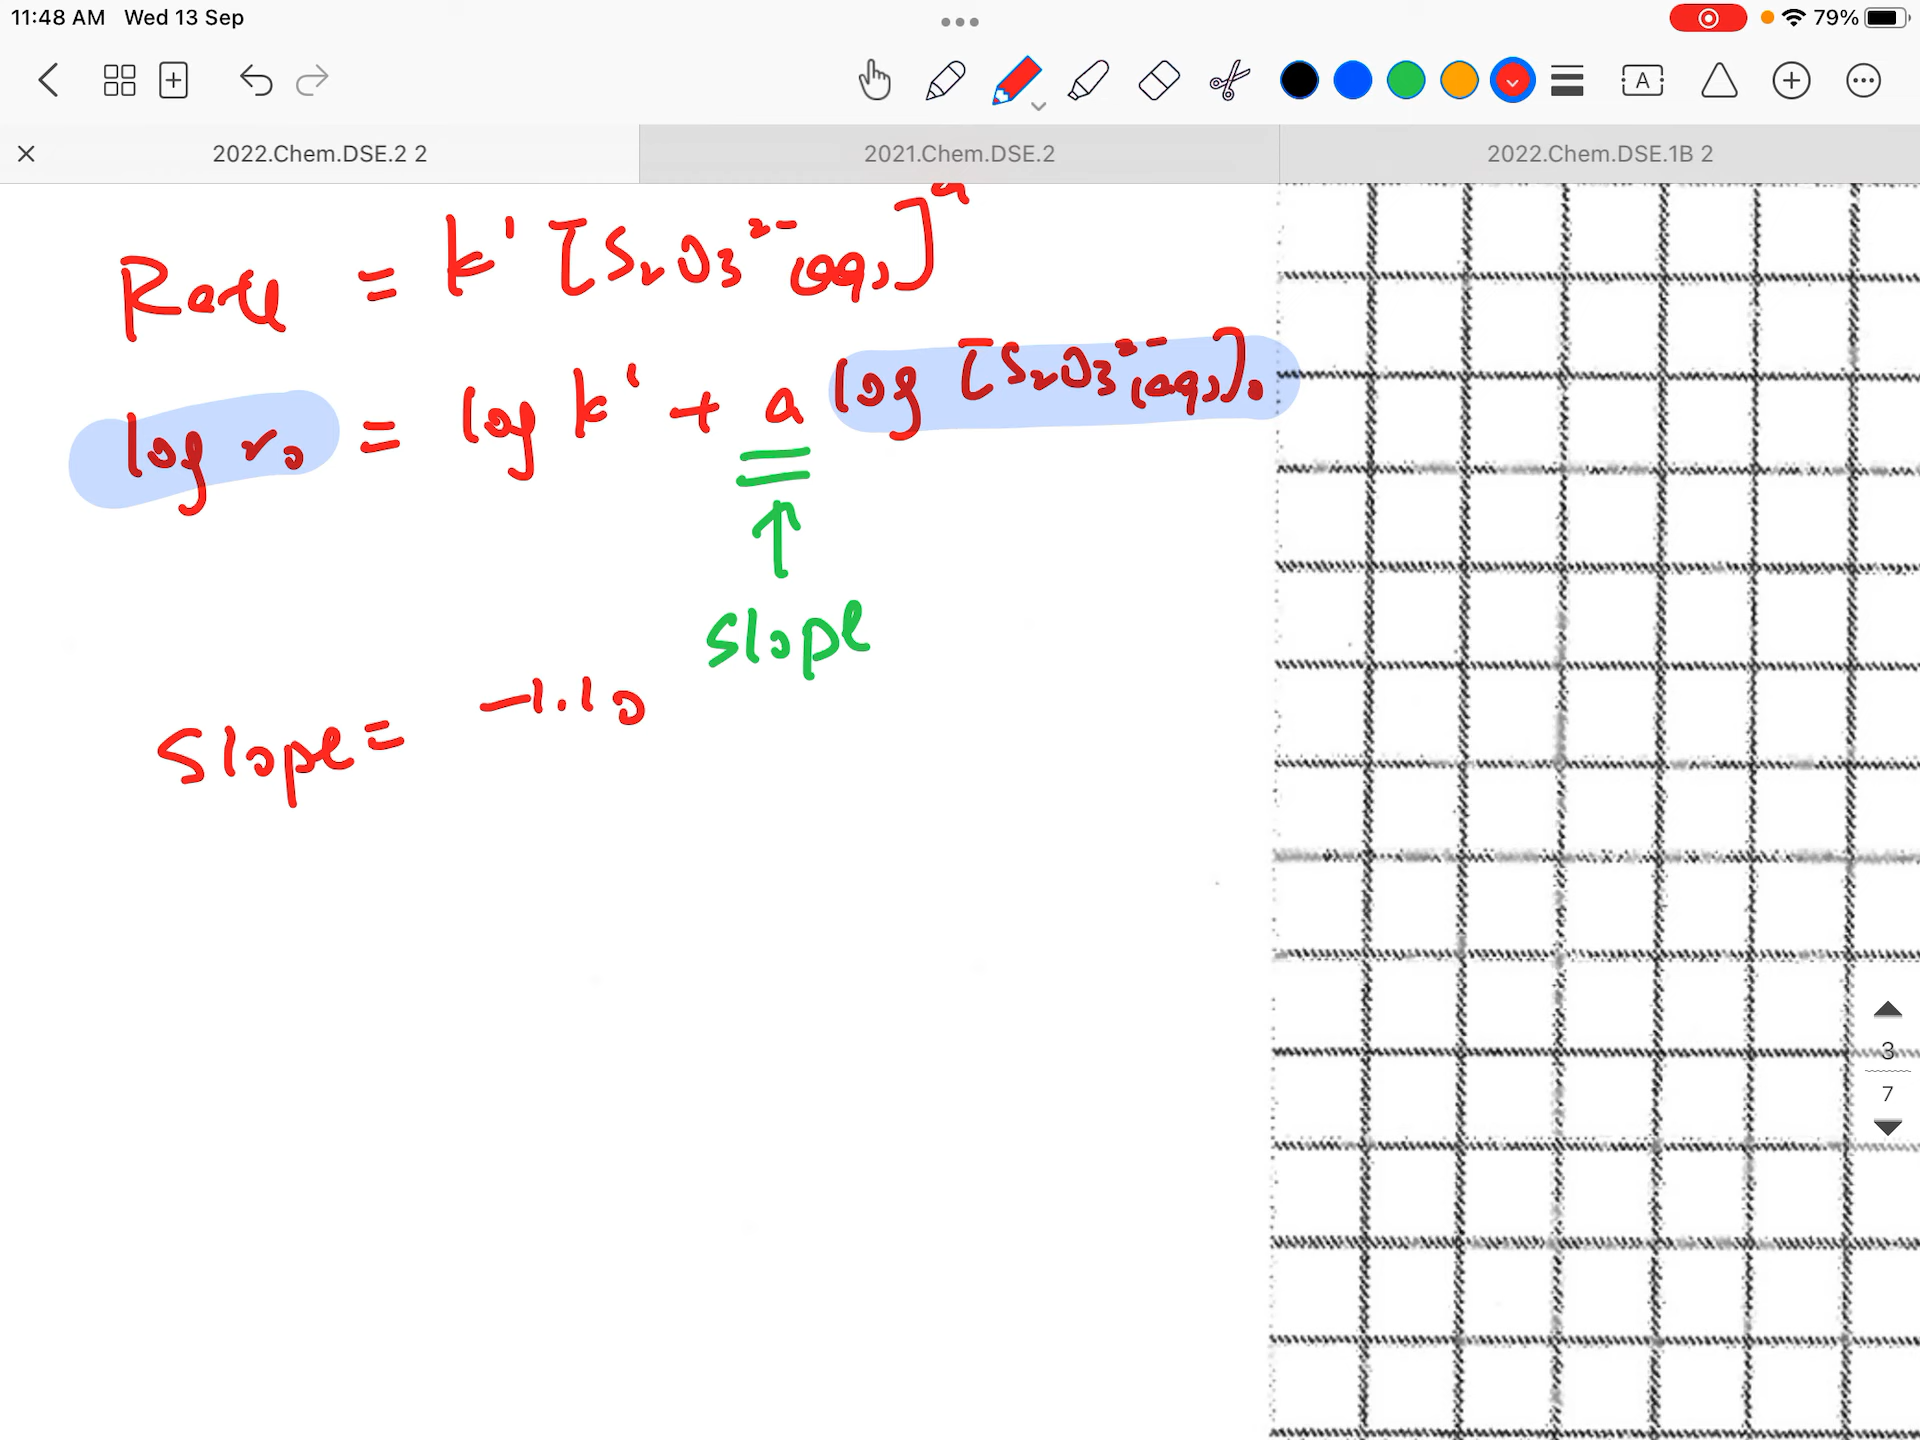 11:48 AM Wed 13 Sep
79%
A
2022.Chem.DSE.2 2
2021.Chem.DSE.2
2022.Chem.DSE.1B 2
Rate = k' [S₂O₃²⁻(aq)]ᵃ
log r₀ = log k' + a log [S₂O₃²⁻(aq)]₀
slope
Slope = -1.10
3
7